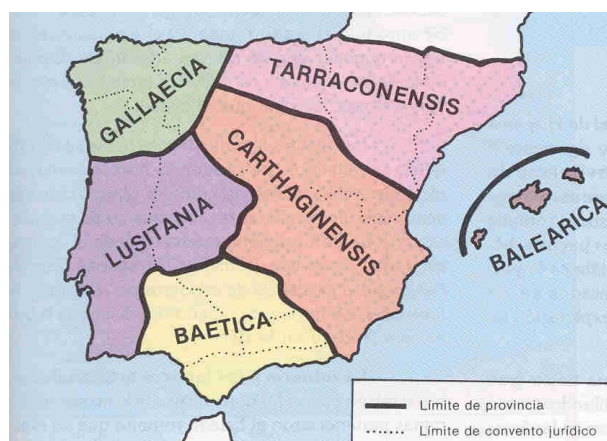 GALLAECIA
TARRACONENSIS
CARTHAGINENSIS
LUSITANIA
BALEARICA
BAETICA
Límite de provincia
Límite de convento jurídico